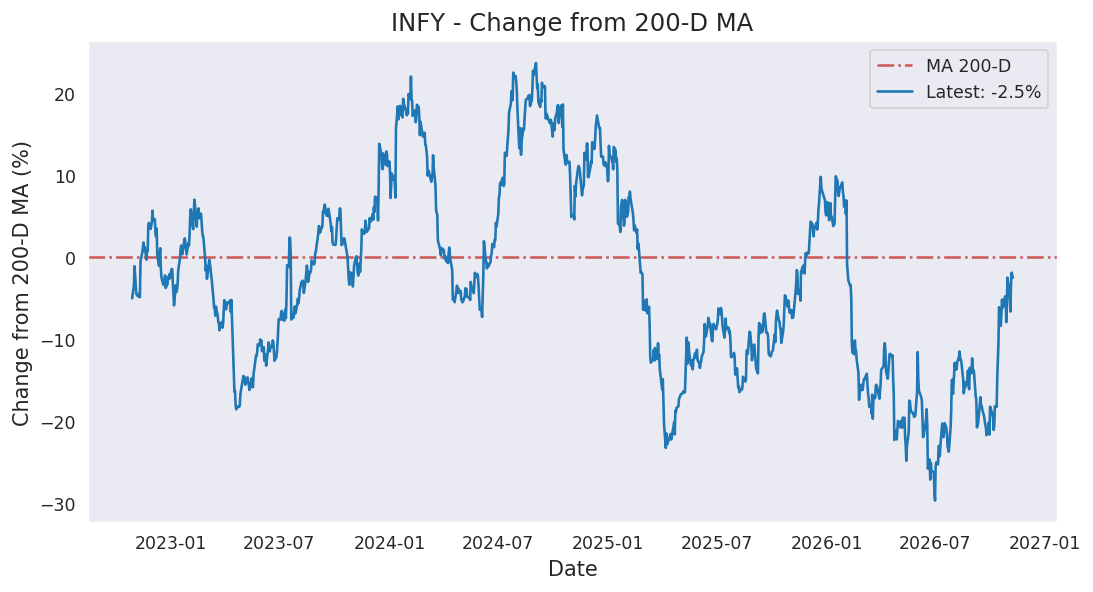 INFY - Change from 200-D MA
MA 200-D
Latest: -2.5%
Change from 200-D MA (%)
20
10
0
−10
−20
−30
2023-01 2023-07 2024-01 2024-07 2025-01 2025-07 2026-01 2026-07 2027-01
Date